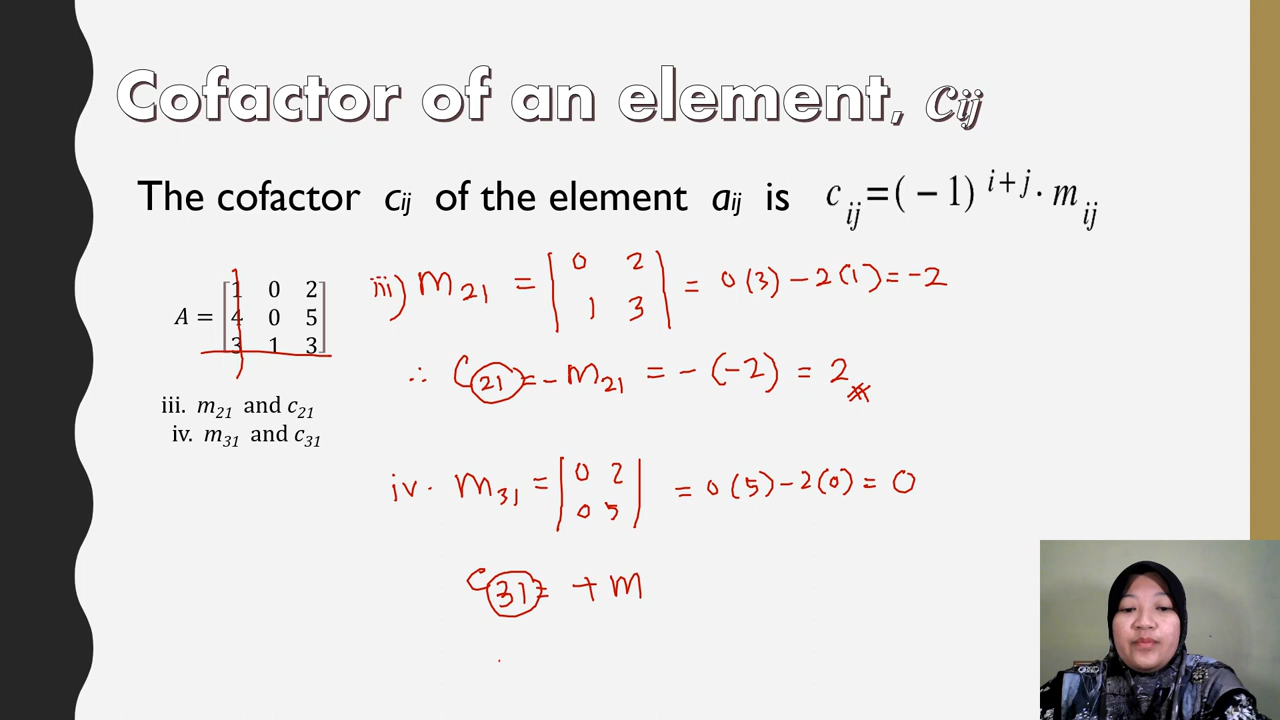 Cofactor of an element, cij
The cofactor cij of the element aij is c ij =(−1) i+j · m ij
A = [1 0 2
4 0 5
3 1 3]
iii. m21 and c21
iv. m31 and c31
iii) m21 = |0 2
1 3| = 0(3) − 2(1) = −2
∴ C21 = − m21 = − (−2) = 2
iv. m31 = |0 2
0 5| = 0(5) − 2(0) = 0
C31 = + m